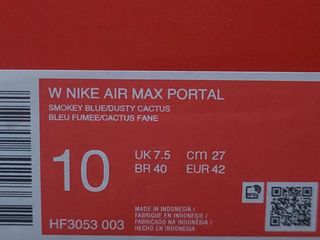 W NIKE AIR MAX PORTAL
SMOKEY BLUE/DUSTY CACTUS
BLEU FUMEE/CACTUS FANE
10
UK 7.5 cm 27
BR 40 EUR 42
HF3053 003
MADE IN INDONESIA /
FABRIQUE EN INDONESIE /
FABRICADO EN INDONESIA /
HECHO EN INDONESIA